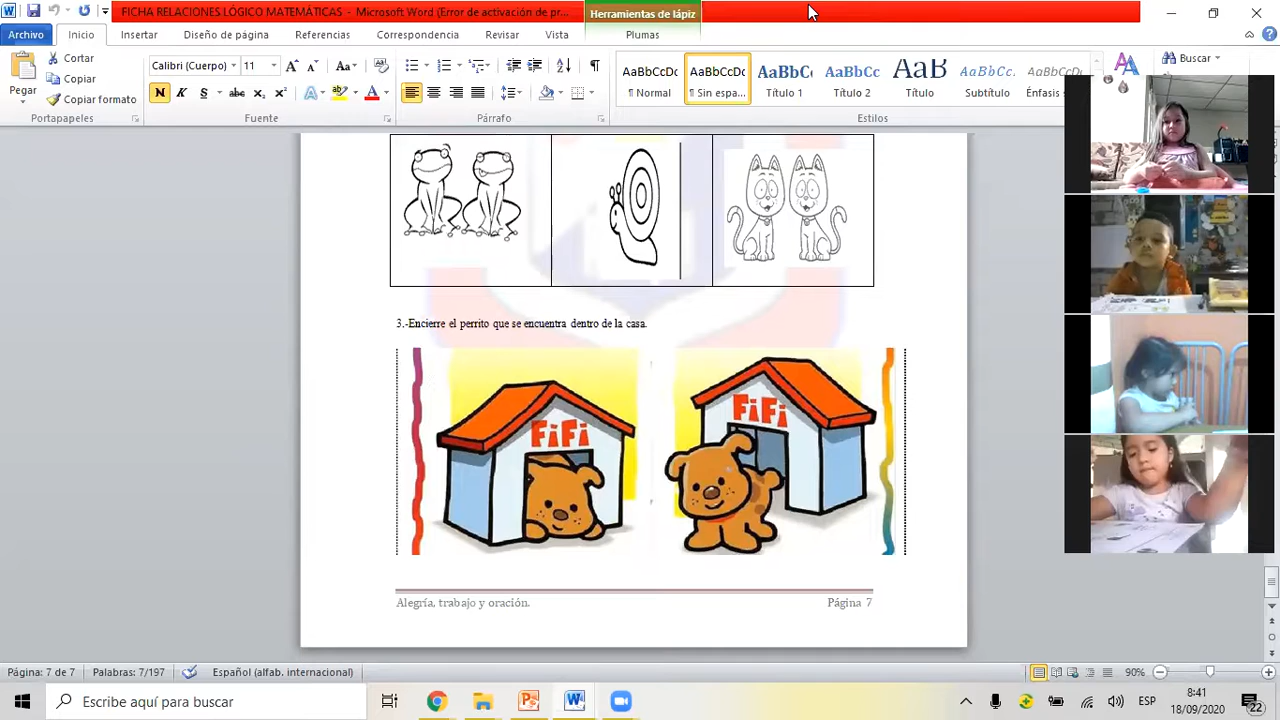 FICHA RELACIONES LÓGICO MATEMÁTICAS - Microsoft Word (Error de activación de pr...
Herramientas de lápiz
Archivo Inicio Insertar Diseño de página Referencias Correspondencia Revisar Vista Plumas
Pegar
Cortar
Copiar
Copiar formato
Portapapeles
Calibri (Cuerpo) 11
Fuente
Párrafo
AaBbCcDc AaBbCcDc AaBbC AaBbCc AaB AaBbCc. AaBbCcDc
¶ Normal ¶ Sin espa... Título 1 Título 2 Título Subtítulo Énfasis
Estilos
Buscar
3.-Encierre el perrito que se encuentra dentro de la casa.
FiFi
FiFi
Alegría, trabajo y oración. Página 7
Página: 7 de 7 Palabras: 7/197 Español (alfab. internacional) 90%
Escribe aquí para buscar
ESP
8:41
18/09/2020
22